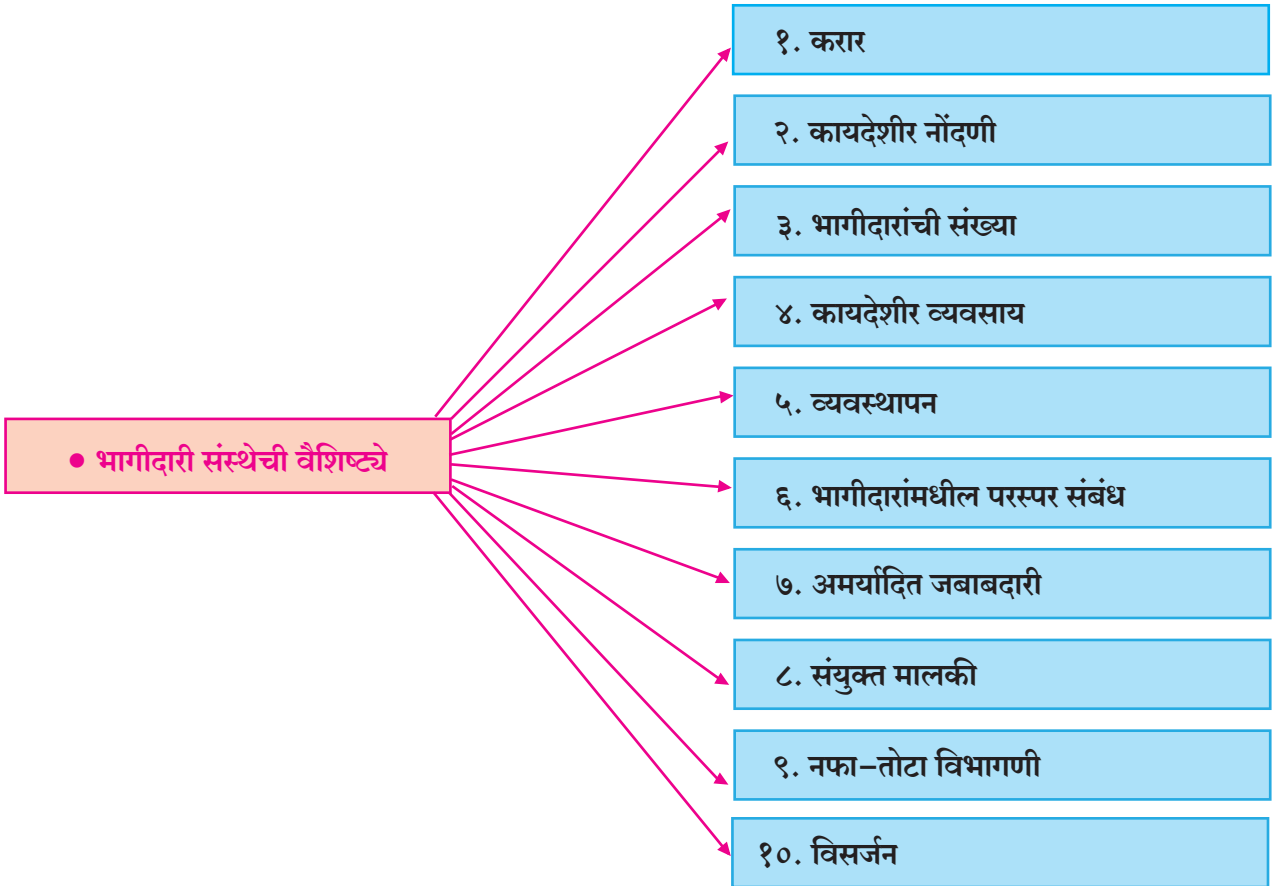 ● भागीदारी संस्थेची वैशिष्ट्ये
१. करार
२. कायदेशीर नोंदणी
३. भागीदारांची संख्या
४. कायदेशीर व्यवसाय
५. व्यवस्थापन
६. भागीदारांमधील परस्पर संबंध
७. अमर्यादित जबाबदारी
८. संयुक्त मालकी
९. नफा–तोटा विभागणी
१०. विसर्जन